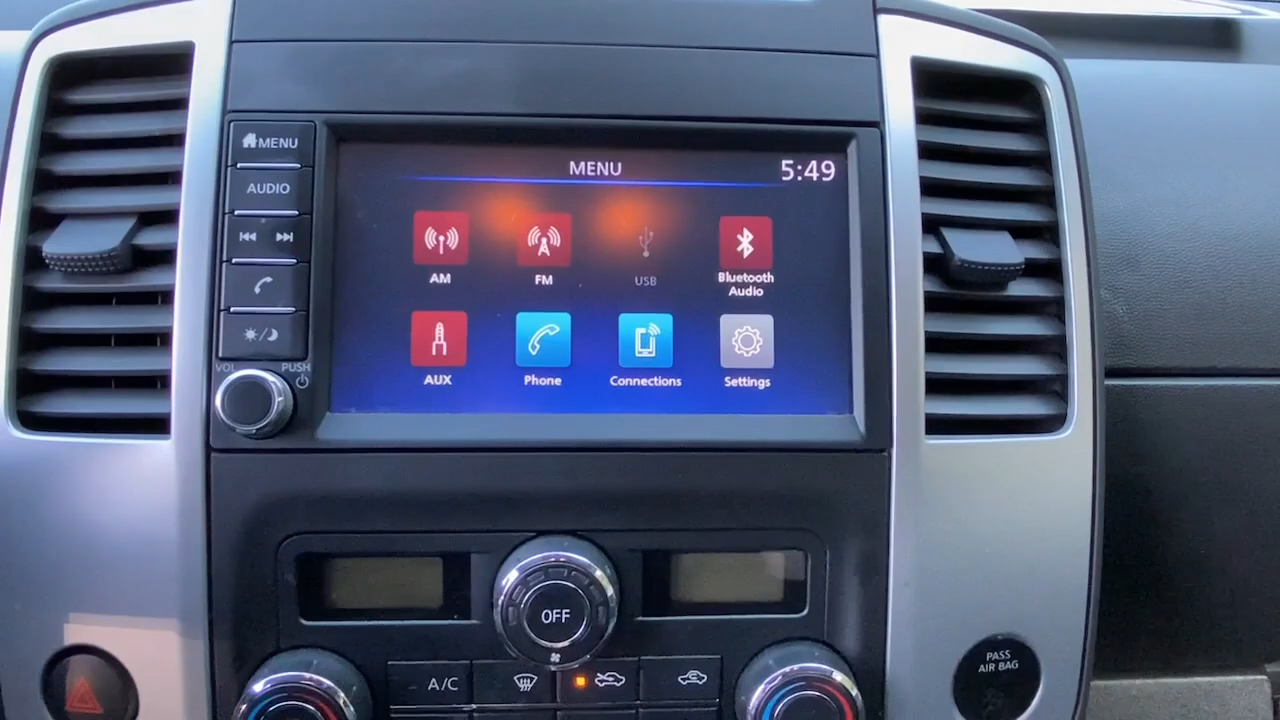 MENU
AUDIO
VOL
PUSH
MENU
5:49
AM
FM
USB
Bluetooth
Audio
AUX
Phone
Connections
Settings
OFF
A/C
PASS
AIR BAG